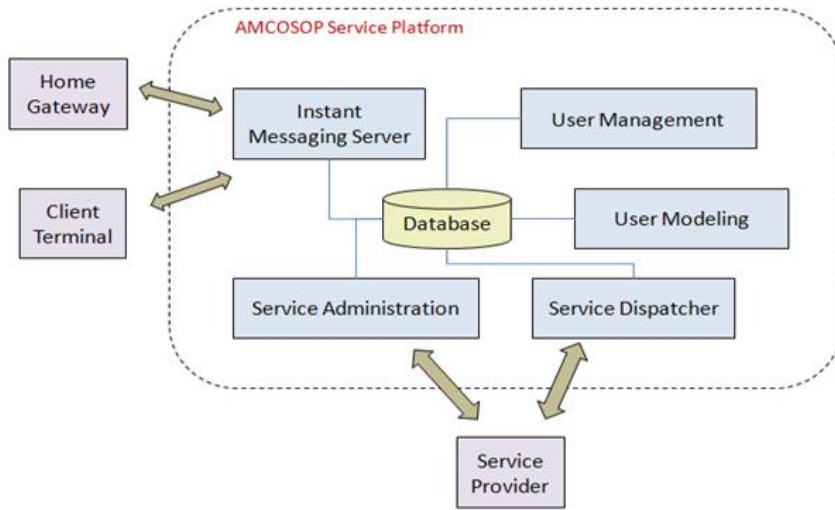 AMCOSOP Service Platform
Home
Gateway
Instant
Messaging Server
User Management
Client
Terminal
Database
User Modeling
Service Administration
Service Dispatcher
Service
Provider